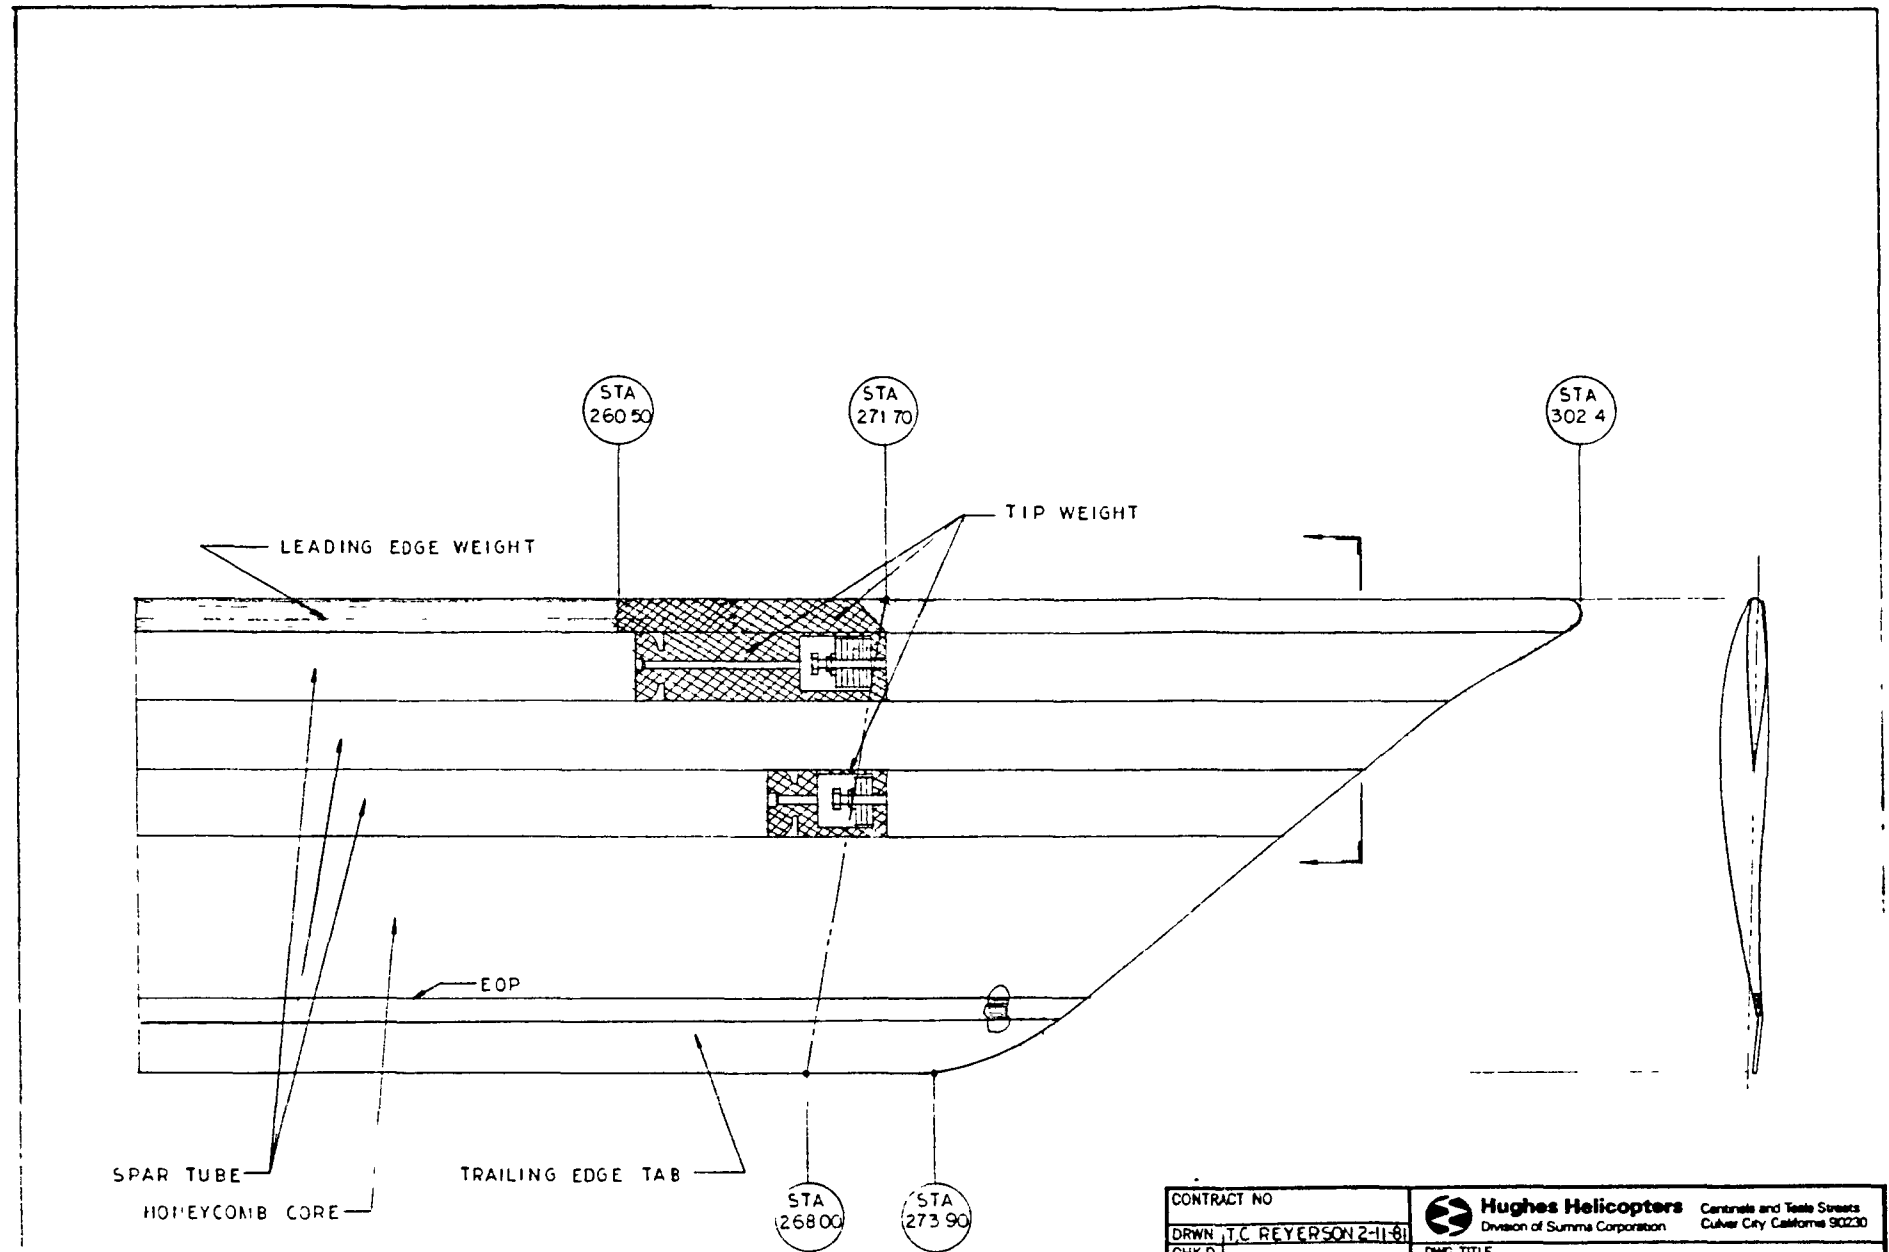 STA
260 50
STA
271 70
STA
302 4
TIP WEIGHT
LEADING EDGE WEIGHT
EOP
SPAR TUBE
HONEYCOMB CORE
TRAILING EDGE TAB
STA
268 00
STA
273 90
CONTRACT NO
DRWN T.C REYERSON 2-11-81
Hughes Helicopters
Division of Summa Corporation
Centinela and Teale Streets
Culver City California 90230
DWG TITLE